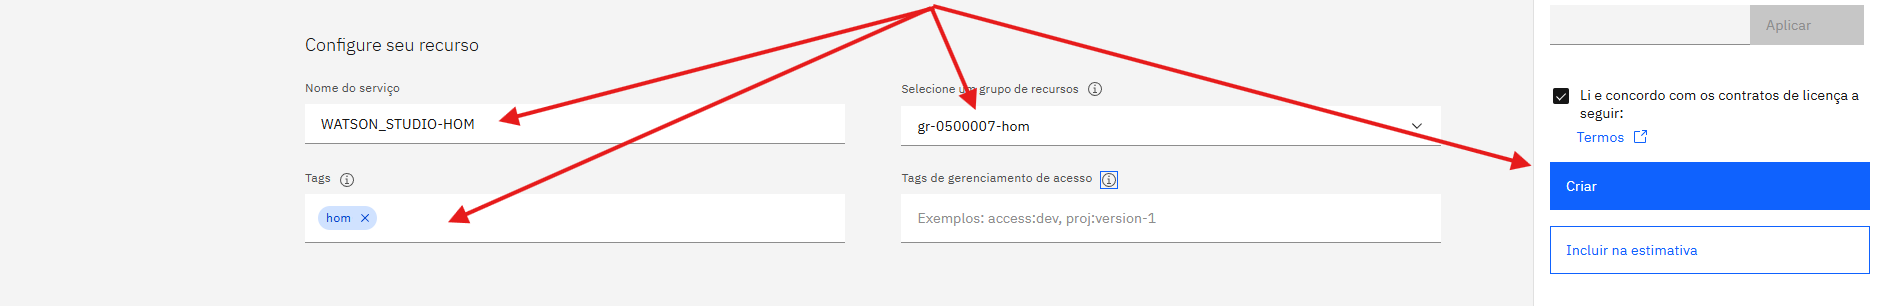 Configure seu recurso
Nome do serviço
WATSON_STUDIO-HOM
Selecione um grupo de recursos
gr-0500007-hom
Tags
hom
Tags de gerenciamento de acesso
Exemplos: access:dev, proj:version-1
Aplicar
Li e concordo com os contratos de licença a
seguir:
Termos
Criar
Incluir na estimativa